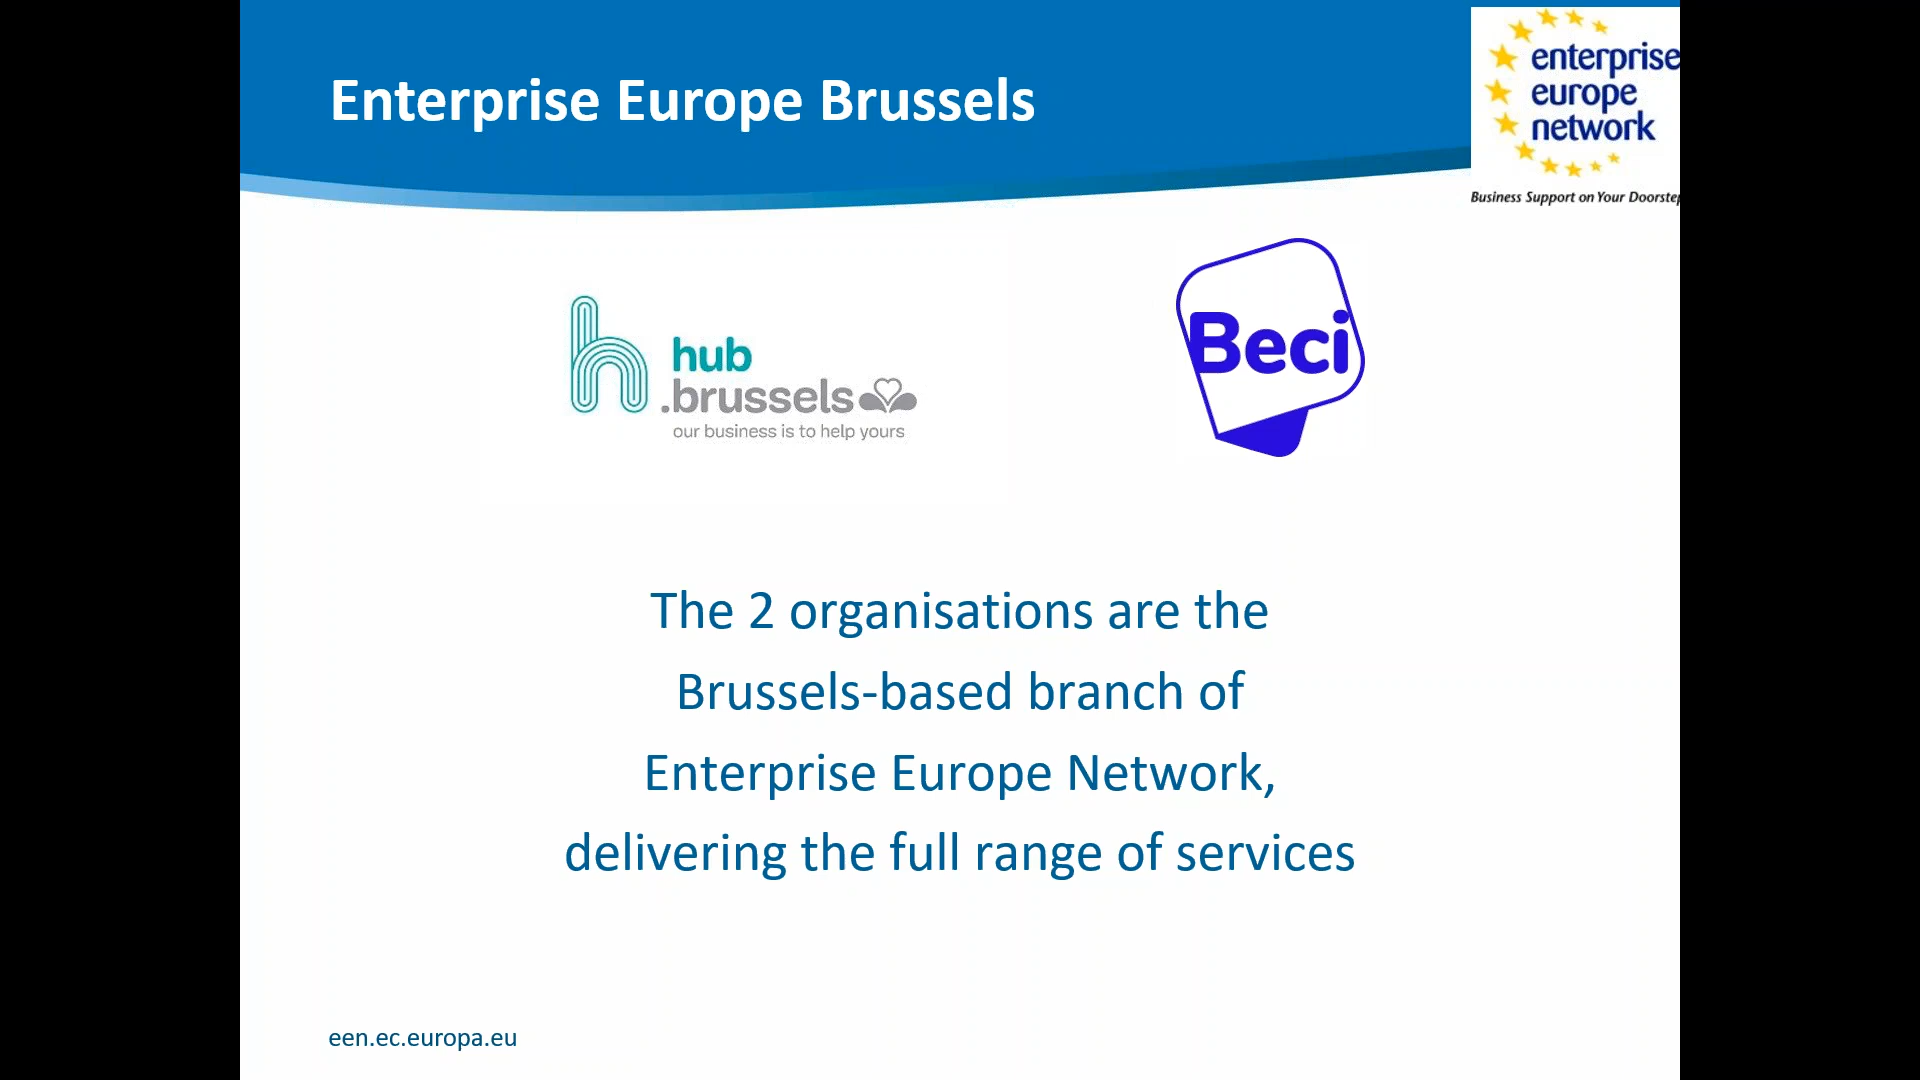 Enterprise Europe Brussels
enterprise
europe
network
Business Support on Your Doorstep
hub
.brussels
our business is to help yours
Beci
The 2 organisations are the
Brussels-based branch of
Enterprise Europe Network,
delivering the full range of services
een.ec.europa.eu